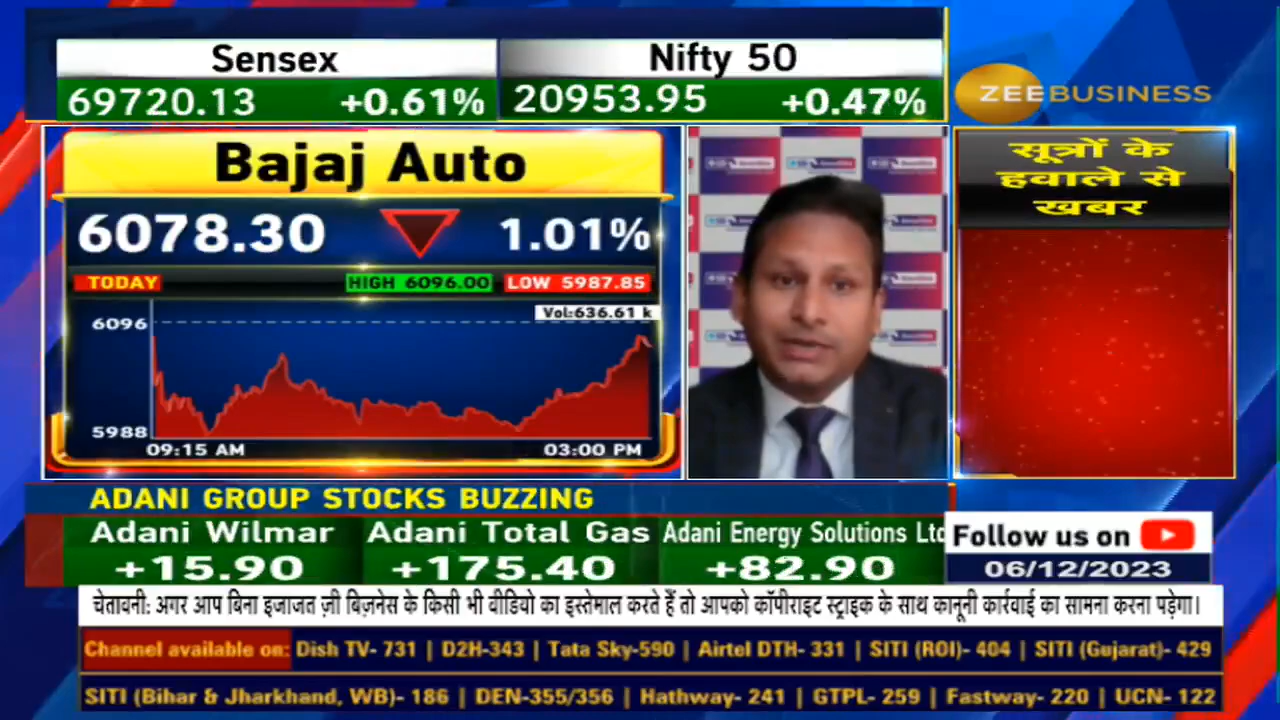 Sensex
Nifty 50
69720.13 +0.61%
20953.95 +0.47%
ZEEBUSINESS
Bajaj Auto
6078.30 1.01%
TODAY HIGH 6096.00 LOW 5987.85
Vol:636.61 k
6096
5988
09:15 AM 03:00 PM
सूत्रों के
हवाले से
खबर
ADANI GROUP STOCKS BUZZING
Adani Wilmar Adani Total Gas Adani Energy Solutions Ltd
+15.90 +175.40 +82.90
Follow us on
06/12/2023
चेतावनी: अगर आप बिना इजाजत ज़ी बिज़नेस के किसी भी वीडियो का इस्तेमाल करते हैं तो आपको कॉपीराइट स्ट्राइक के साथ कानूनी कार्रवाई का सामना करना पड़ेगा।
Channel available on: Dish TV- 731 | D2H-343 | Tata Sky-590 | Airtel DTH- 331 | SITI (ROI)- 404 | SITI (Gujarat)- 429
SITI (Bihar & Jharkhand, WB)- 186 | DEN-355/356 | Hathway- 241 | GTPL- 259 | Fastway- 220 | UCN- 122